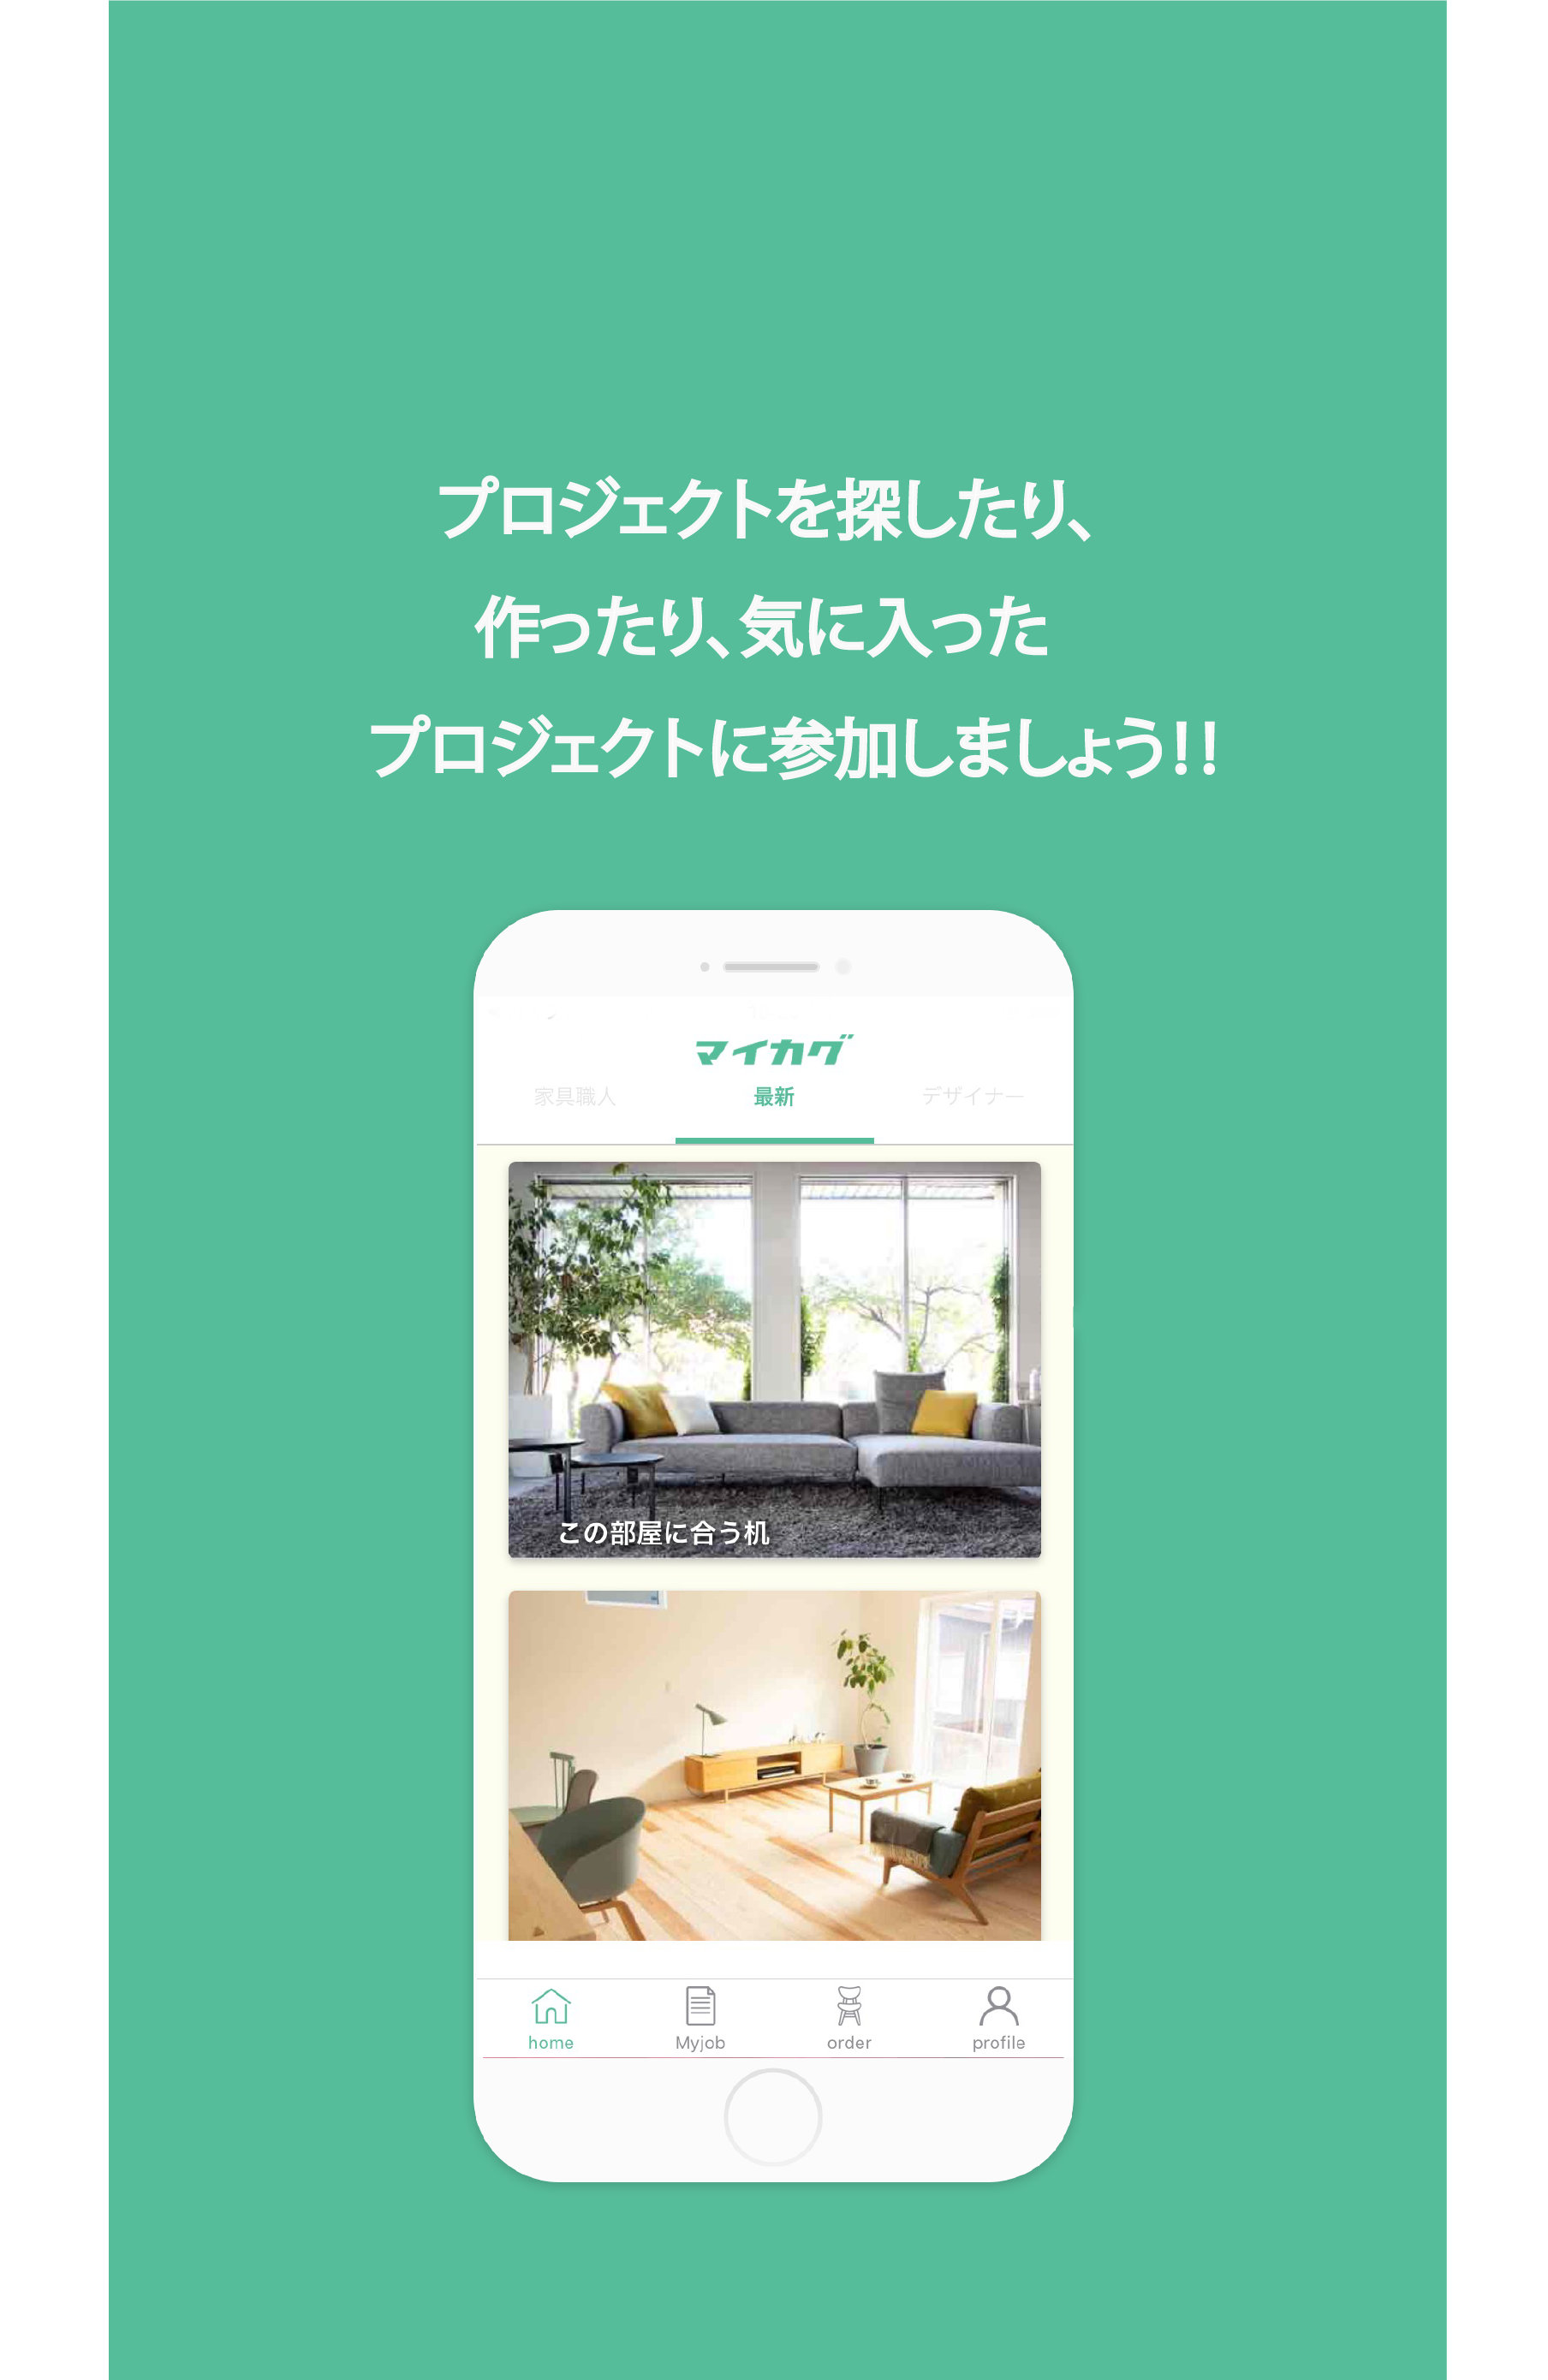 プロジェクトを探したり、
作ったり、気に入った
プロジェクトに参加しましょう!!
マイカグ
家具職人 最新 デザイナー
この部屋に合う机
home Myjob order profile